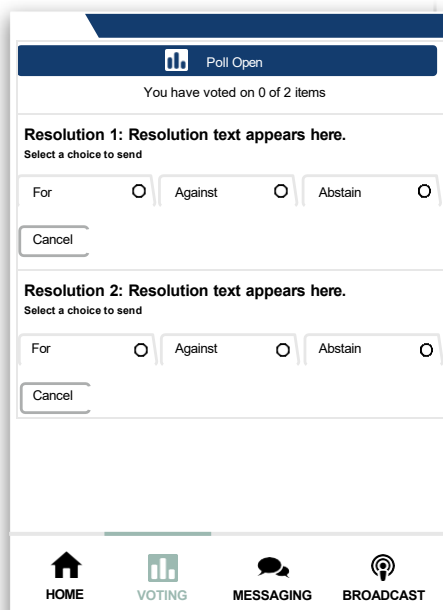 Poll Open
You have voted on 0 of 2 items
Resolution 1: Resolution text appears here.
Select a choice to send
For Against Abstain
Cancel
Resolution 2: Resolution text appears here.
Select a choice to send
For Against Abstain
Cancel
HOME VOTING MESSAGING BROADCAST